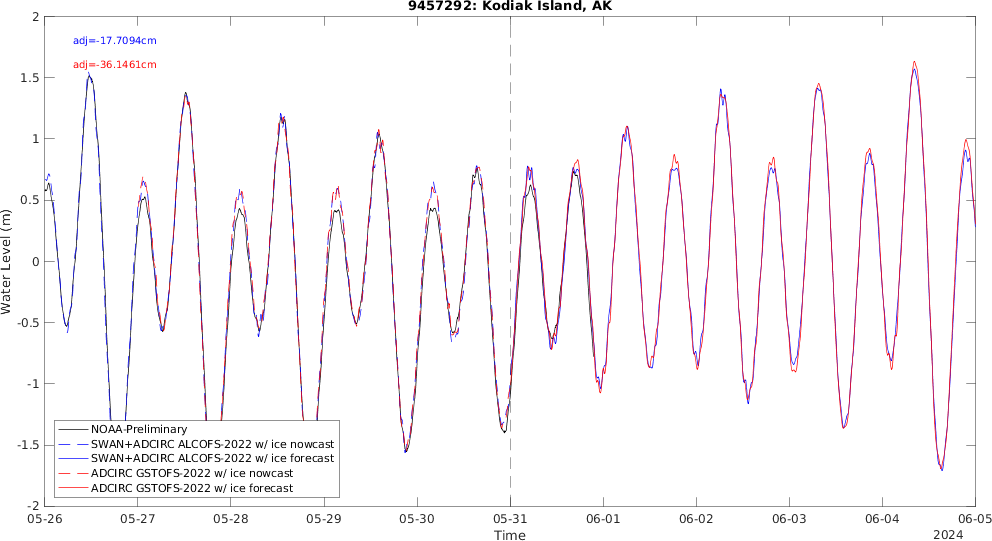 9457292: Kodiak Island, AK
adj=-17.7094cm
adj=-36.1461cm
Water Level (m)
2
1.5
1
0.5
0
-0.5
-1
-1.5
-2
NOAA-Preliminary
SWAN+ADCIRC ALCOFS-2022 w/ ice nowcast
SWAN+ADCIRC ALCOFS-2022 w/ ice forecast
ADCIRC GSTOFS-2022 w/ ice nowcast
ADCIRC GSTOFS-2022 w/ ice forecast
05-26 05-27 05-28 05-29 05-30 05-31 06-01 06-02 06-03 06-04 06-05
Time
2024